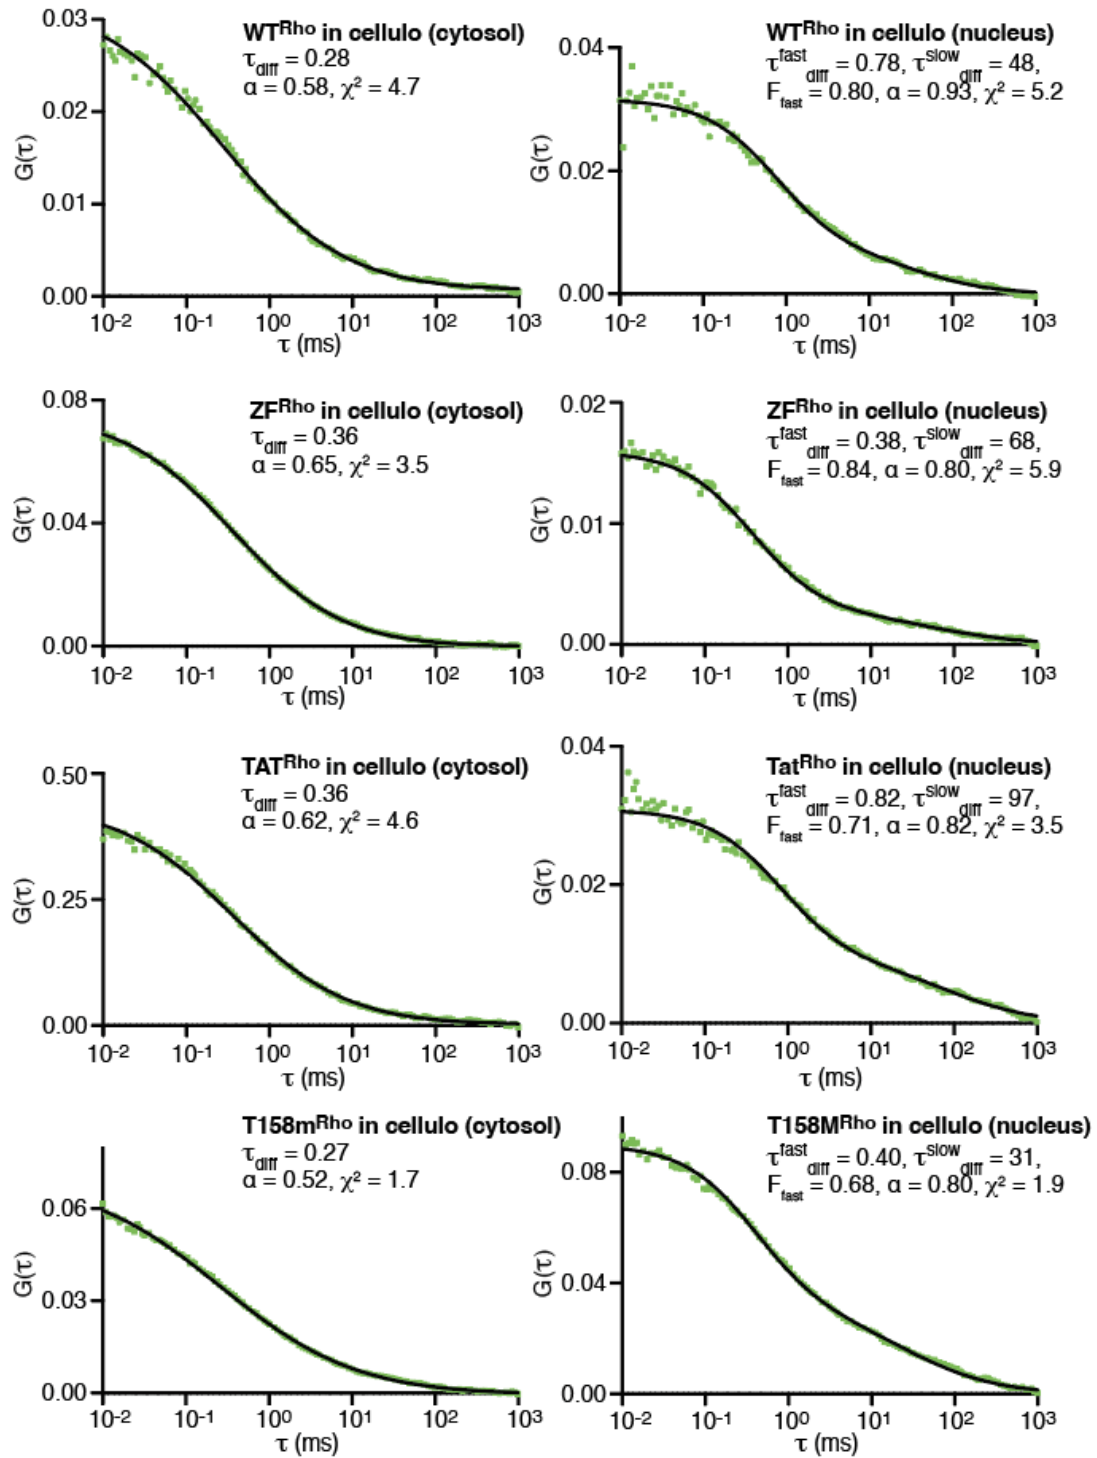 WTRho in cellulo (cytosol)
τdiff = 0.28
α = 0.58, χ² = 4.7
0.03
0.02
0.01
0.00
G(τ)
10-2 10-1 100 101 102 103
τ (ms)
WTRho in cellulo (nucleus)
τfastdiff = 0.78, τslowdiff = 48,
Ffast = 0.80, α = 0.93, χ² = 5.2
0.04
0.02
0.00
G(τ)
10-2 10-1 100 101 102 103
τ (ms)
ZFRho in cellulo (cytosol)
τdiff = 0.36
α = 0.65, χ² = 3.5
0.08
0.04
0.00
G(τ)
10-2 10-1 100 101 102 103
τ (ms)
ZFRho in cellulo (nucleus)
τfastdiff = 0.38, τslowdiff = 68,
Ffast = 0.84, α = 0.80, χ² = 5.9
0.02
0.01
0.00
G(τ)
10-2 10-1 100 101 102 103
τ (ms)
TATRho in cellulo (cytosol)
τdiff = 0.36
α = 0.62, χ² = 4.6
0.50
0.25
0.00
G(τ)
10-2 10-1 100 101 102 103
τ (ms)
TatRho in cellulo (nucleus)
τfastdiff = 0.82, τslowdiff = 97,
Ffast = 0.71, α = 0.82, χ² = 3.5
0.04
0.02
0.00
G(τ)
10-2 10-1 100 101 102 103
τ (ms)
T158mRho in cellulo (cytosol)
τdiff = 0.27
α = 0.52, χ² = 1.7
0.06
0.03
0.00
G(τ)
10-2 10-1 100 101 102 103
τ (ms)
T158MRho in cellulo (nucleus)
τfastdiff = 0.40, τslowdiff = 31,
Ffast = 0.68, α = 0.80, χ² = 1.9
0.08
0.04
0.00
G(τ)
10-2 10-1 100 101 102 103
τ (ms)